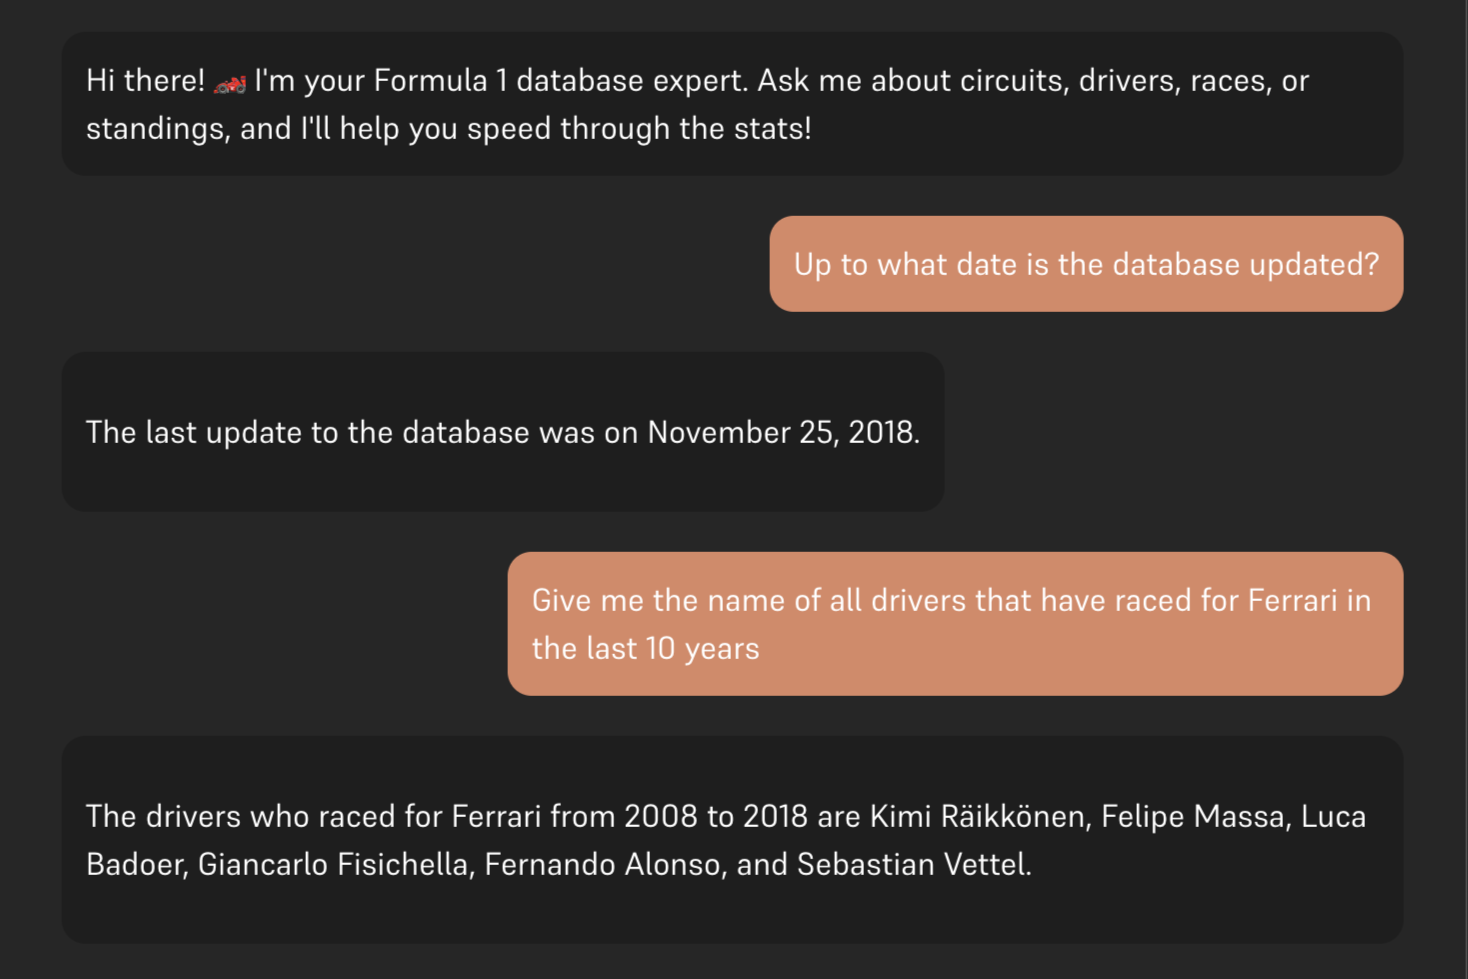 Hi there! 🏎️ I'm your Formula 1 database expert. Ask me about circuits, drivers, races, or
standings, and I'll help you speed through the stats!
Up to what date is the database updated?
The last update to the database was on November 25, 2018.
Give me the name of all drivers that have raced for Ferrari in
the last 10 years
The drivers who raced for Ferrari from 2008 to 2018 are Kimi Räikkönen, Felipe Massa, Luca
Badoer, Giancarlo Fisichella, Fernando Alonso, and Sebastian Vettel.